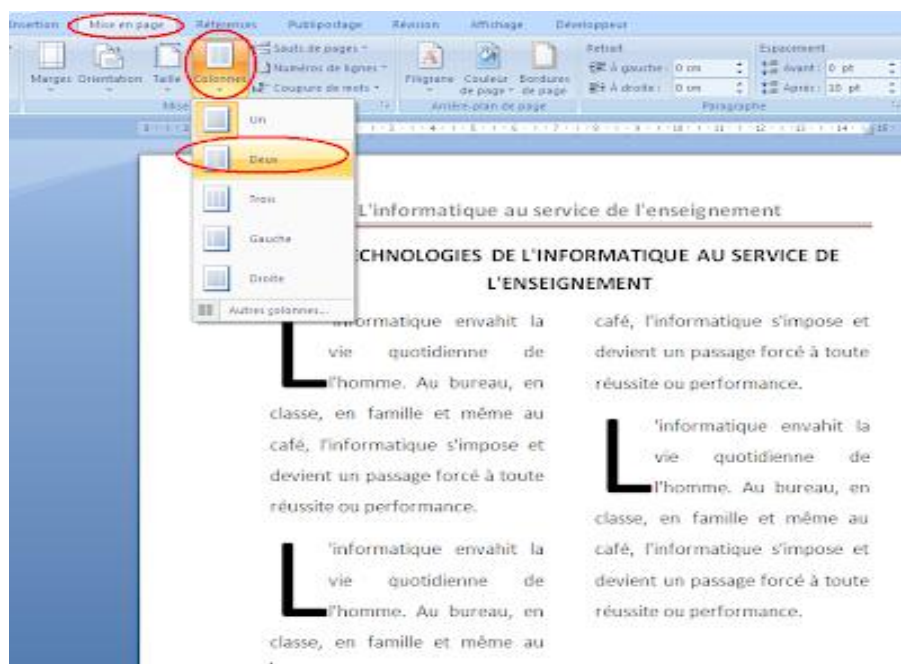 Insertion Mise en page Références Publipostage Révision Affichage Développeur
Marges Orientation Taille Colonnes
Sauts de pages
Numéros de lignes
Coupure de mots
Filigrane Couleur de page Bordures de page
Arrière-plan de page
Retrait
À gauche : 0 cm
À droite : 0 cm
Espacement
Avant : 0 pt
Après : 10 pt
Paragraphe
Mise
Un
Deux
Trois
Gauche
Droite
Autres colonnes...
L'informatique au service de l'enseignement
CHNOLOGIES DE L'INFORMATIQUE AU SERVICE DE
L'ENSEIGNEMENT
L'informatique envahit la
vie quotidienne de
l'homme. Au bureau, en
classe, en famille et même au
café, l'informatique s'impose et
devient un passage forcé à toute
réussite ou performance.
L'informatique envahit la
vie quotidienne de
l'homme. Au bureau, en
classe, en famille et même au
café, l'informatique s'impose et
devient un passage forcé à toute
réussite ou performance.
L'informatique envahit la
vie quotidienne de
l'homme. Au bureau, en
classe, en famille et même au
café, l'informatique s'impose et
devient un passage forcé à toute
réussite ou performance.